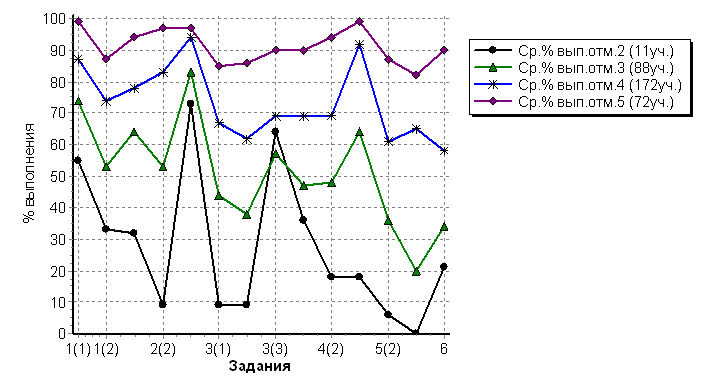 100
90
80
70
60
50
40
30
20
10
0
% выполнения
1(1) 1(2) 2(2) 3(1) 3(3) 4(2) 5(2) 6
Задания
Ср.% вып.отм.2 (11уч.)
Ср.% вып.отм.3 (88уч.)
Ср.% вып.отм.4 (172уч.)
Ср.% вып.отм.5 (72уч.)